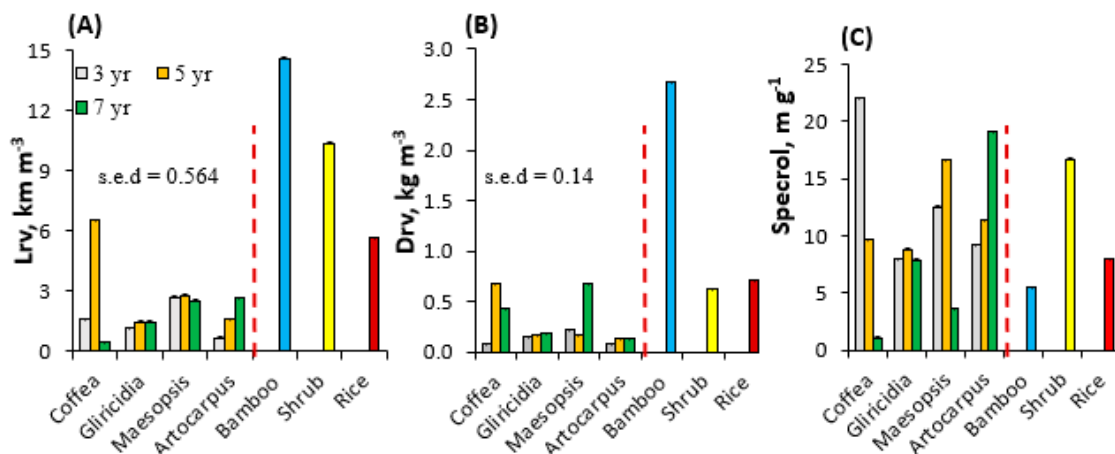 (A)
15
12
9
6
3
0
Lrv, km m⁻³
3 yr
5 yr
7 yr
s.e.d = 0.564
Coffea
Gliricidia
Maesopsis
Artocarpus
Bamboo
Shrub
Rice
(B)
3.0
2.5
2.0
1.5
1.0
0.5
0.0
Drv, kg m⁻³
s.e.d = 0.14
Coffea
Gliricidia
Maesopsis
Artocarpus
Bamboo
Shrub
Rice
(C)
25
20
15
10
5
0
Specrol, m g⁻¹
Coffea
Gliricidia
Maesopsis
Artocarpus
Bamboo
Shrub
Rice